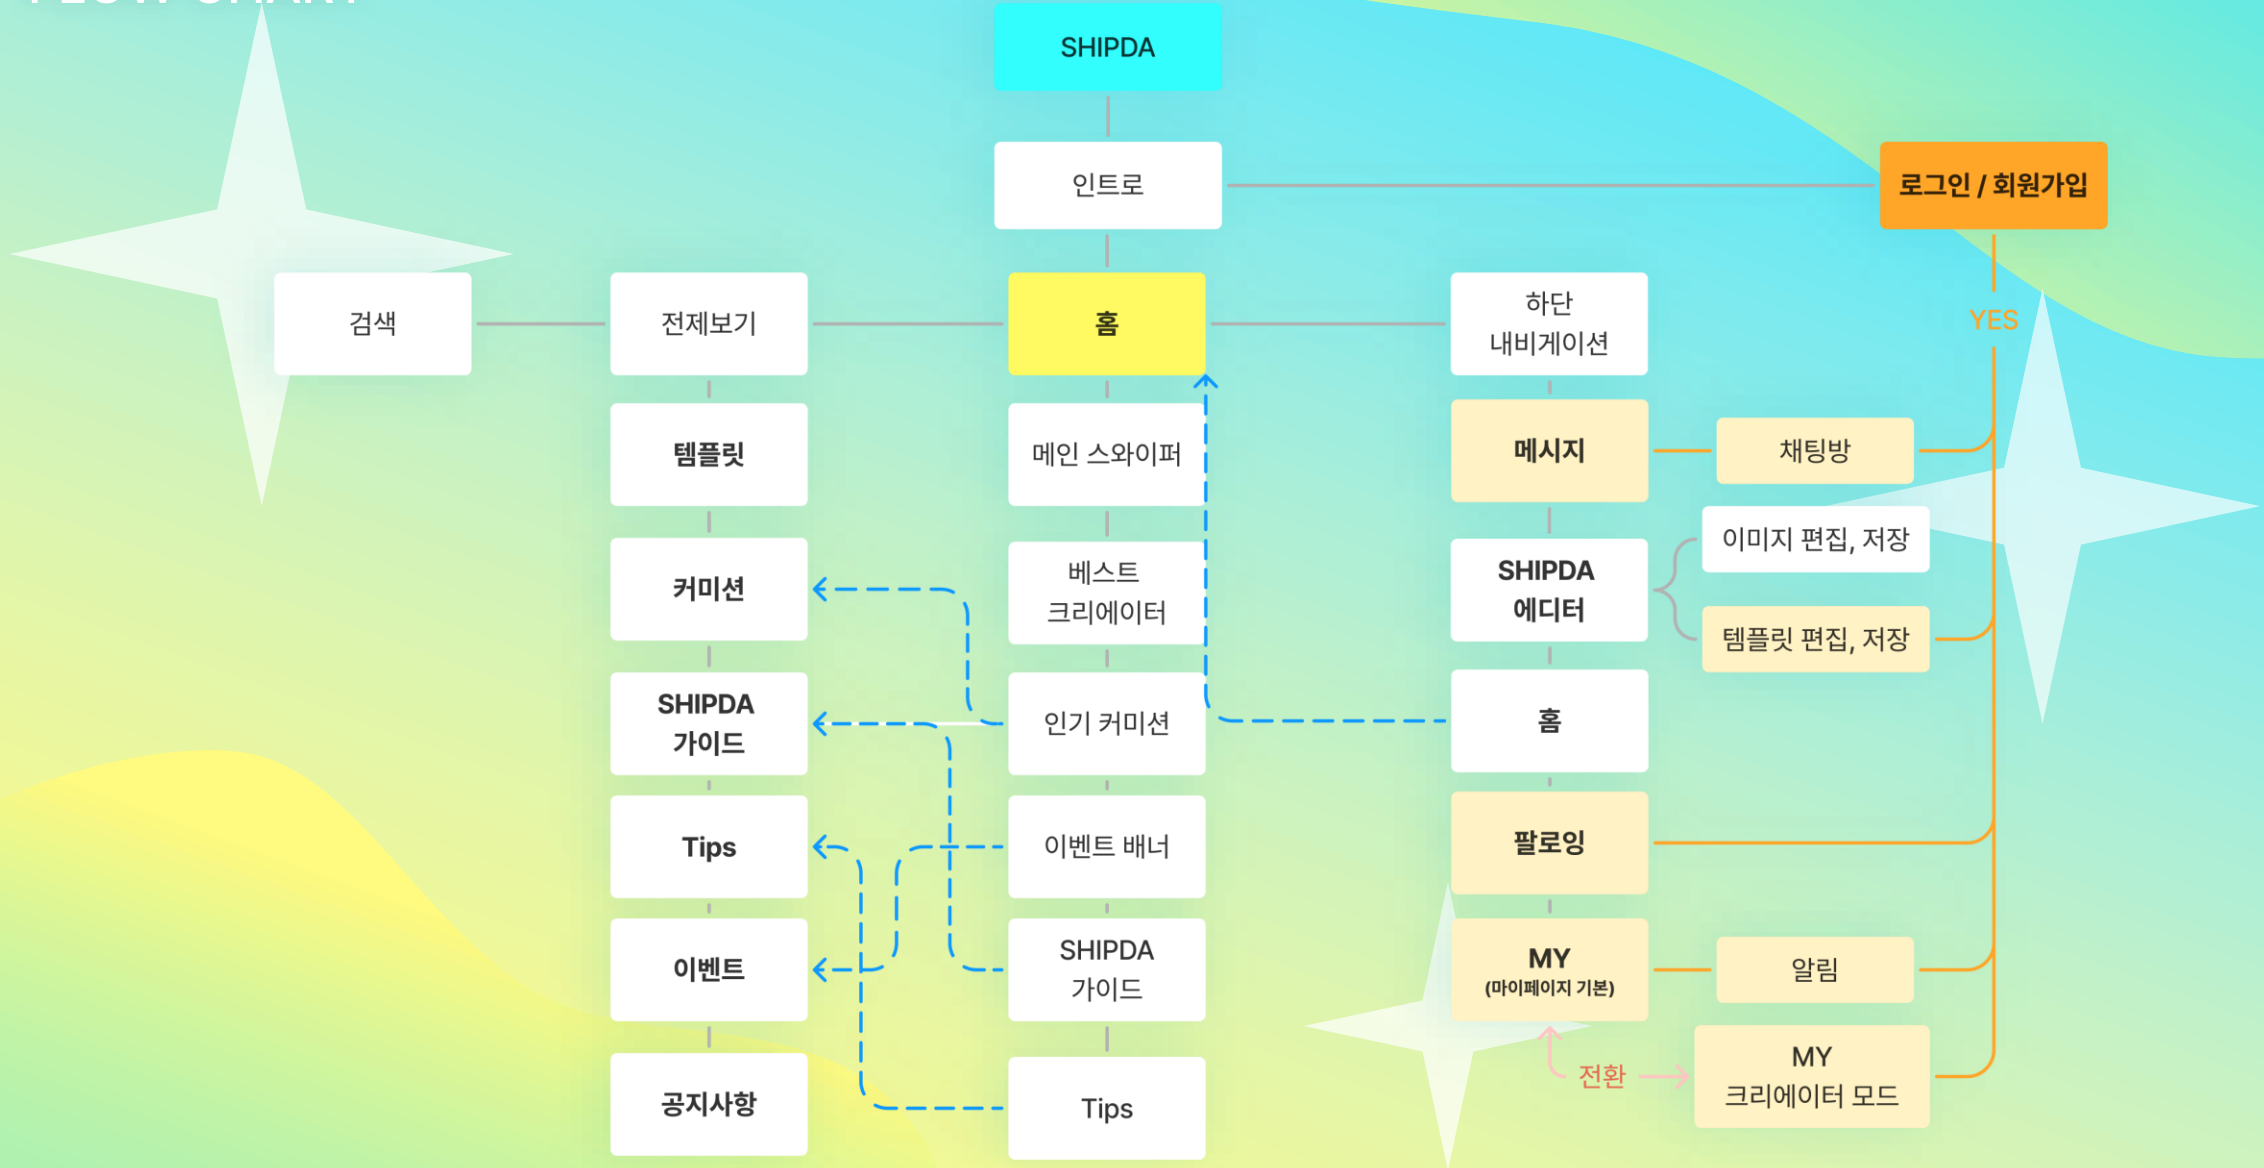 FLOW CHART
SHIPDA
인트로
로그인 / 회원가입
검색
전제보기
홈
하단
내비게이션
YES
템플릿
메인 스와이퍼
메시지
채팅방
커미션
베스트
크리에이터
SHIPDA
에디터
이미지 편집, 저장
템플릿 편집, 저장
SHIPDA
가이드
인기 커미션
홈
Tips
이벤트 배너
팔로잉
이벤트
SHIPDA
가이드
MY
(마이페이지 기본)
알림
공지사항
Tips
전환
MY
크리에이터 모드